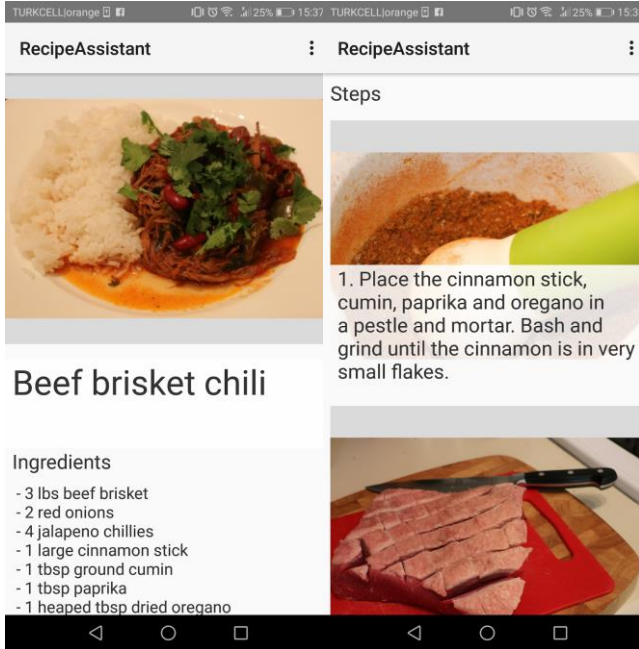 TURKCELL|orange
25% 15:37
RecipeAssistant
Beef brisket chili
Ingredients
- 3 lbs beef brisket
- 2 red onions
- 4 jalapeno chillies
- 1 large cinnamon stick
- 1 tbsp ground cumin
- 1 tbsp paprika
- 1 heaped tbsp dried oregano
TURKCELL|orange
25% 15:3
RecipeAssistant
Steps
1. Place the cinnamon stick,
cumin, paprika and oregano in
a pestle and mortar. Bash and
grind until the cinnamon is in very
small flakes.